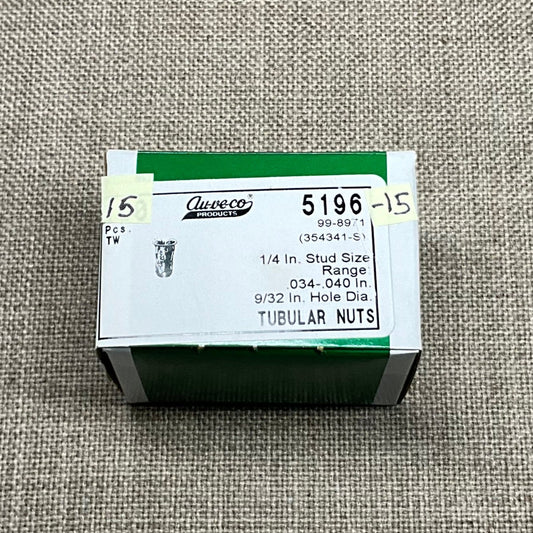 15
Pcs.
TW
Au-ve-co
PRODUCTS
5196 -15
99-8971
(354341-S)
1/4 In. Stud Size
Range
.034-.040 In.
9/32 In. Hole Dia.
TUBULAR NUTS